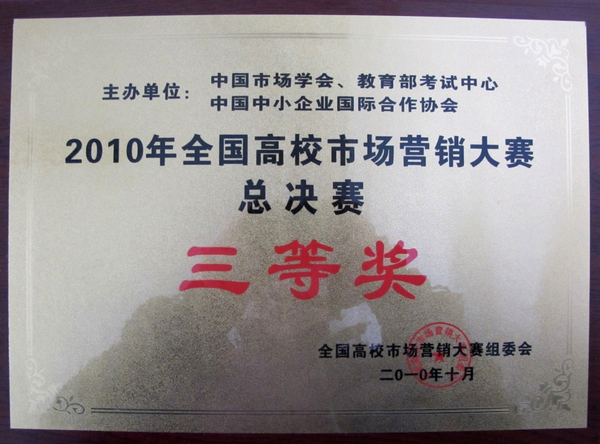 主办单位：
中国市场学会、教育部考试中心
中国中小企业国际合作协会
2010年全国高校市场营销大赛
总决赛
三等奖
全国高校市场营销大赛组委会
二〇一〇年十月